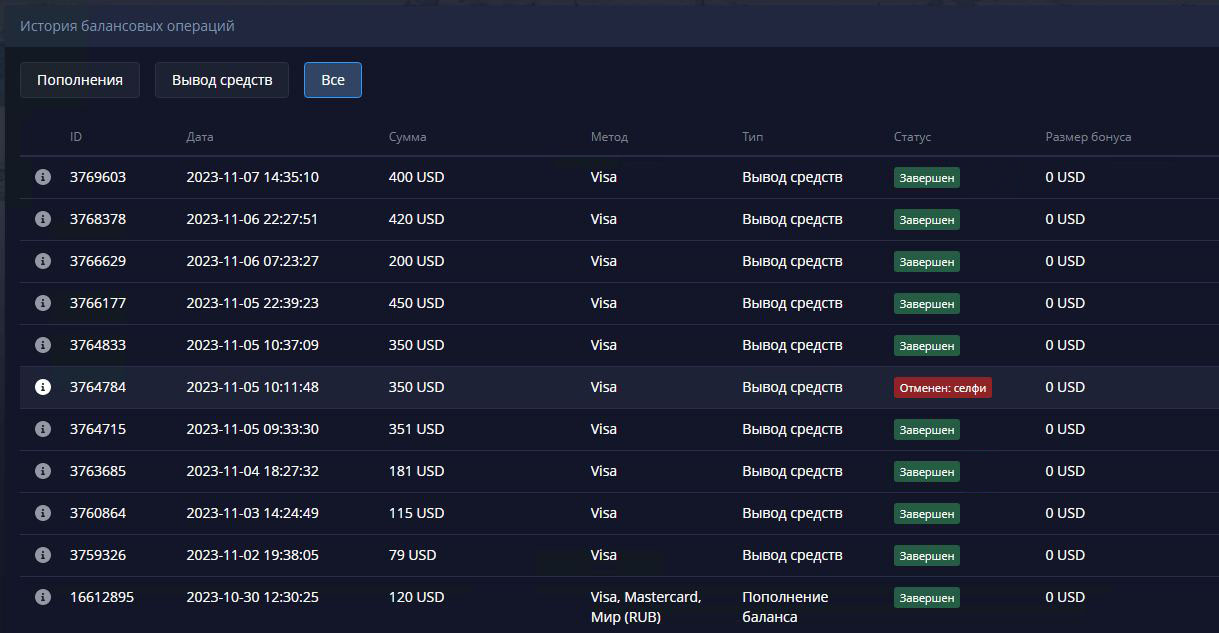 История балансовых операций
Пополнения Вывод средств Все
ID Дата Сумма Метод Тип Статус Размер бонуса
3769603 2023-11-07 14:35:10 400 USD Visa Вывод средств Завершен 0 USD
3768378 2023-11-06 22:27:51 420 USD Visa Вывод средств Завершен 0 USD
3766629 2023-11-06 07:23:27 200 USD Visa Вывод средств Завершен 0 USD
3766177 2023-11-05 22:39:23 450 USD Visa Вывод средств Завершен 0 USD
3764833 2023-11-05 10:37:09 350 USD Visa Вывод средств Завершен 0 USD
3764784 2023-11-05 10:11:48 350 USD Visa Вывод средств Отменен: селфи 0 USD
3764715 2023-11-05 09:33:30 351 USD Visa Вывод средств Завершен 0 USD
3763685 2023-11-04 18:27:32 181 USD Visa Вывод средств Завершен 0 USD
3760864 2023-11-03 14:24:49 115 USD Visa Вывод средств Завершен 0 USD
3759326 2023-11-02 19:38:05 79 USD Visa Вывод средств Завершен 0 USD
16612895 2023-10-30 12:30:25 120 USD Visa, Mastercard, Пополнение Завершен 0 USD
Мир (RUB) баланса